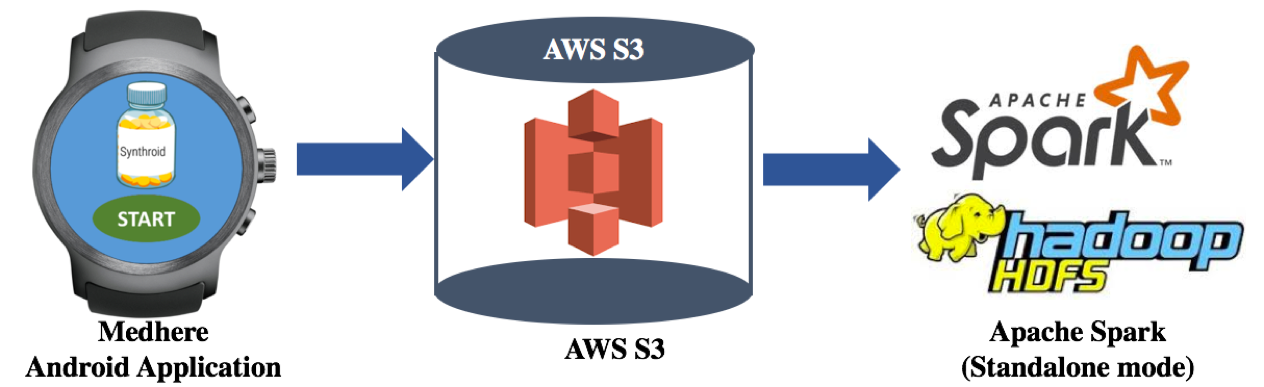 Synthroid
START
Medhere
Android Application
AWS S3
AWS S3
APACHE
Spark™
hadoop
HDFS
Apache Spark
(Standalone mode)